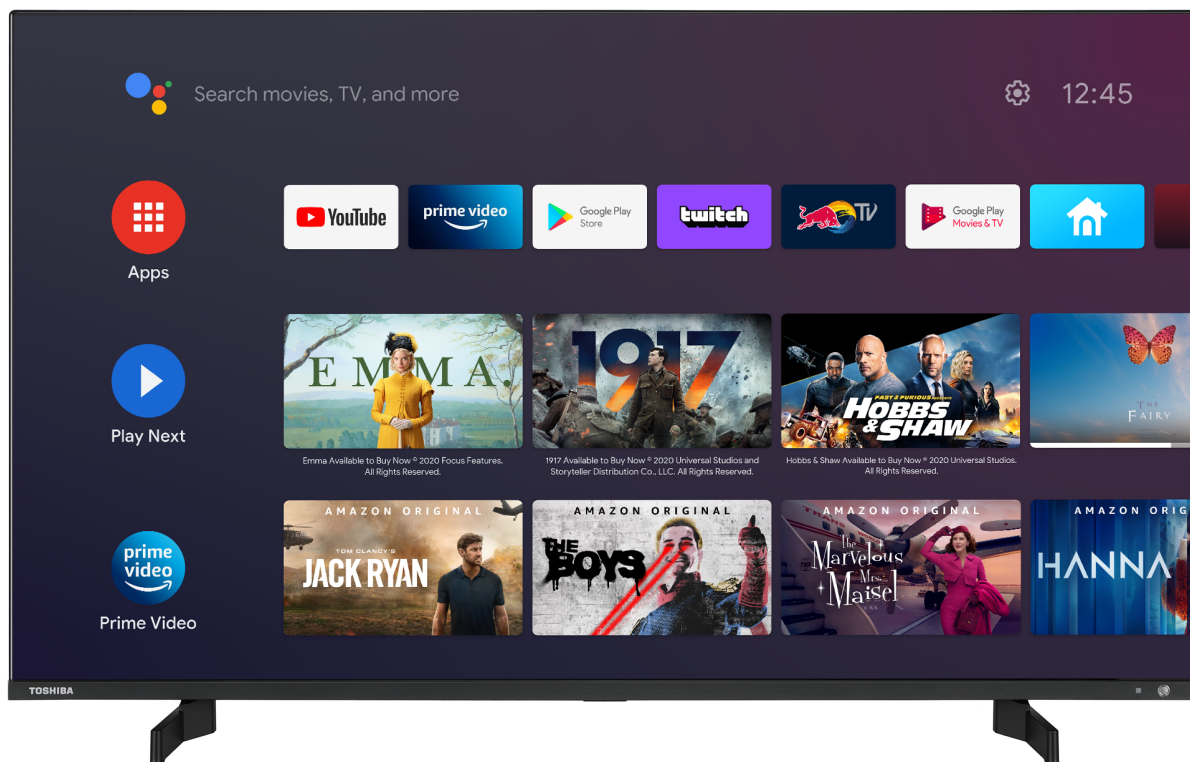 Search movies, TV, and more
12:45
YouTube
prime video
Google Play
Store
twitch
TV
Google Play
Movies & TV
Apps
EMMA.
1917
FAST & FURIOUS PRESENTS
HOBBS
& SHAW
THE
FAIRY
Play Next
Emma Available to Buy Now © 2020 Focus Features.
All Rights Reserved.
1917 Available to Buy Now © 2020 Universal Studios and
Storyteller Distribution Co., LLC. All Rights Reserved.
Hobbs & Shaw Available to Buy Now © 2020 Universal Studios.
All Rights Reserved.
AMAZON ORIGINAL
TOM CLANCY'S
JACK RYAN
AMAZON ORIGINAL
THE
BOYS
AMAZON ORIGINAL
the
Marvelous
Mrs.
Maisel
AMAZON ORIG
HANNA
prime
video
Prime Video
TOSHIBA